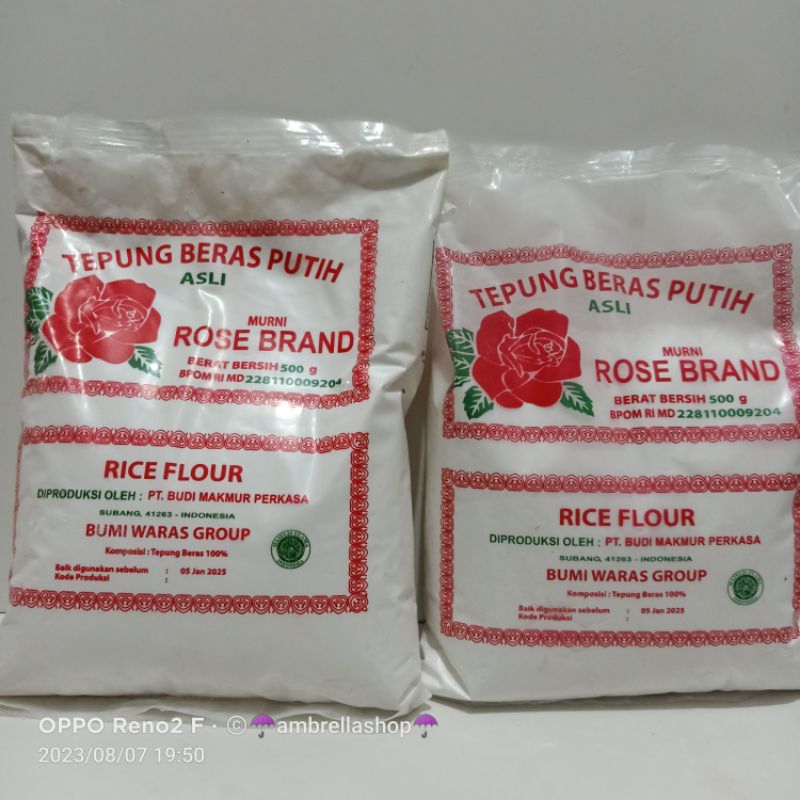 TEPUNG BERAS PUTIH
ASLI
MURNI
ROSE BRAND
BERAT BERSIH 500 g
BPOM RI MD 228110009204
RICE FLOUR
DIPRODUKSI OLEH : PT. BUDI MAKMUR PERKASA
SUBANG, 41263 - INDONESIA
BUMI WARAS GROUP
Komposisi : Tepung Beras 100%
Baik digunakan sebelum : 05 Jan 2025
Kode Produksi :
TEPUNG BERAS PUTIH
ASLI
MURNI
ROSE BRAND
BERAT BERSIH 500 g
BPOM RI MD 228110009204
RICE FLOUR
DIPRODUKSI OLEH : PT. BUDI MAKMUR PERKASA
SUBANG, 41263 - INDONESIA
BUMI WARAS GROUP
Komposisi : Tepung Beras 100%
Baik digunakan sebelum : 05 Jan 2025
Kode Produksi :
OPPO Reno2 F · ©☂ambrellashop☂
2023/08/07 19:50